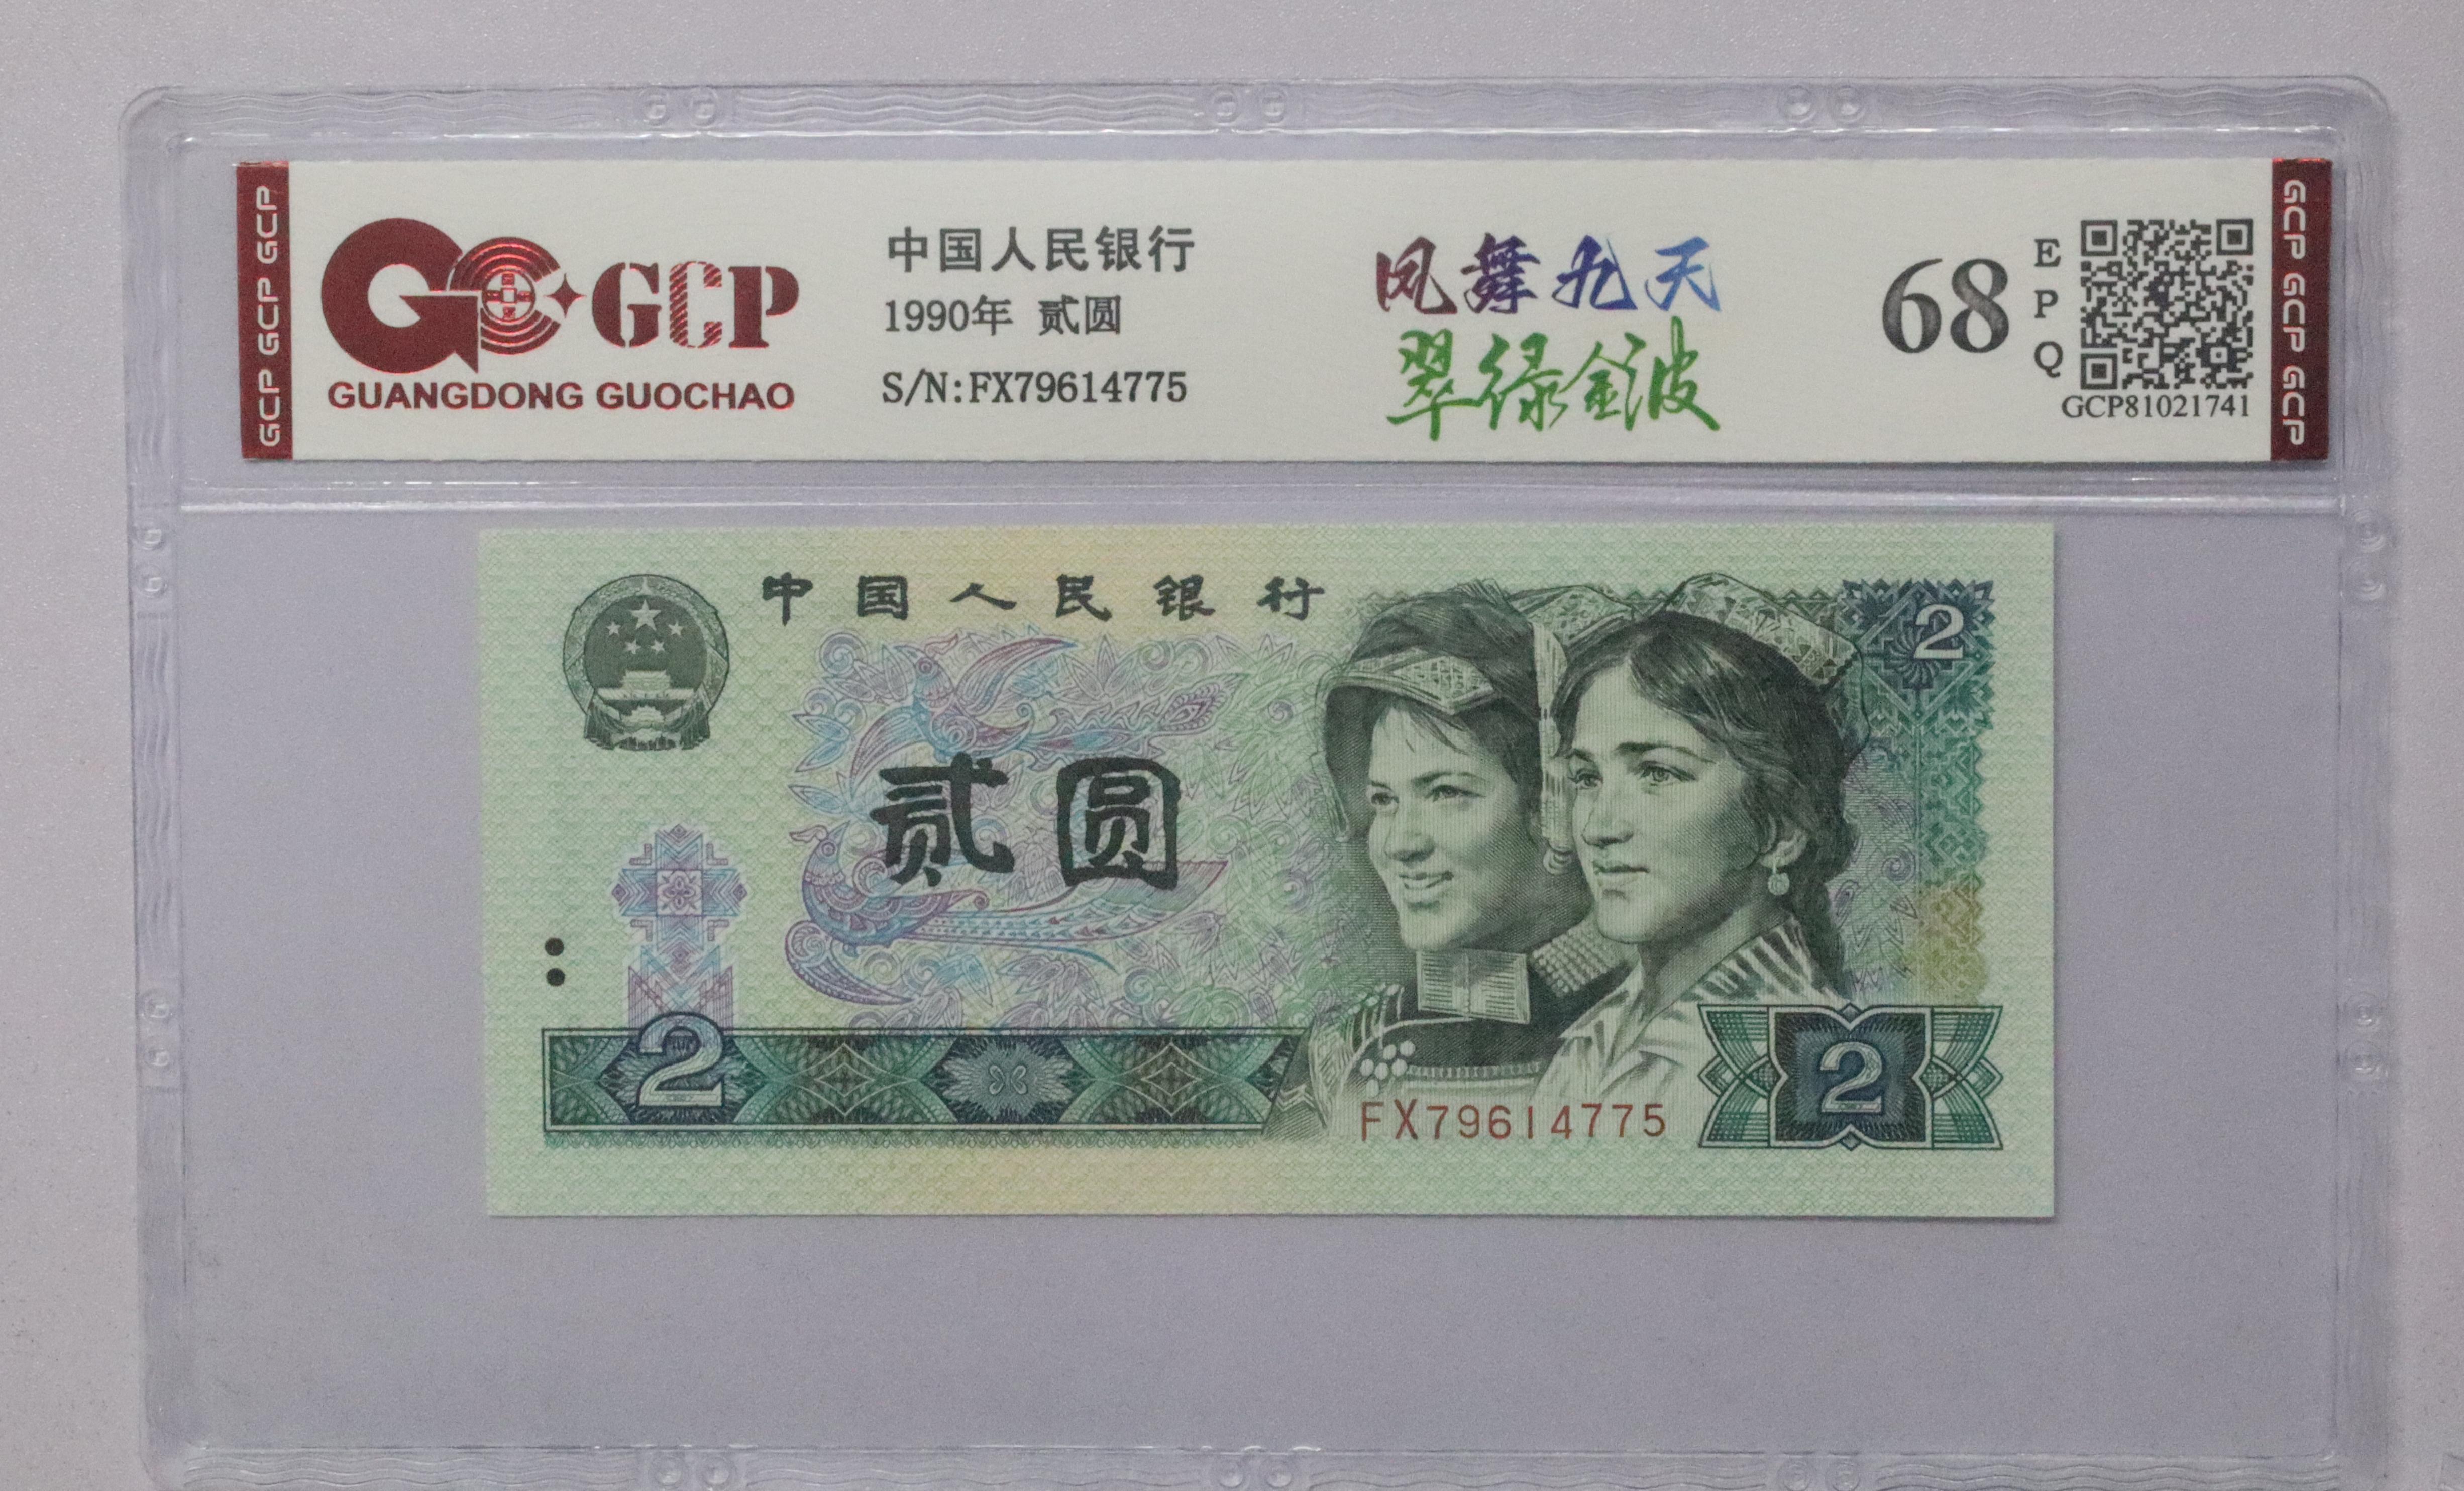 GCP GCP GCP
GCP
GUANGDONG GUOCHAO
中国人民银行
1990年 贰圆
S/N:FX79614775
凤舞九天
翠绿金波
68
EPQ
GCP81021741
GCP GCP GCP
中国人民银行
2
贰圆
2
2
FX79614775